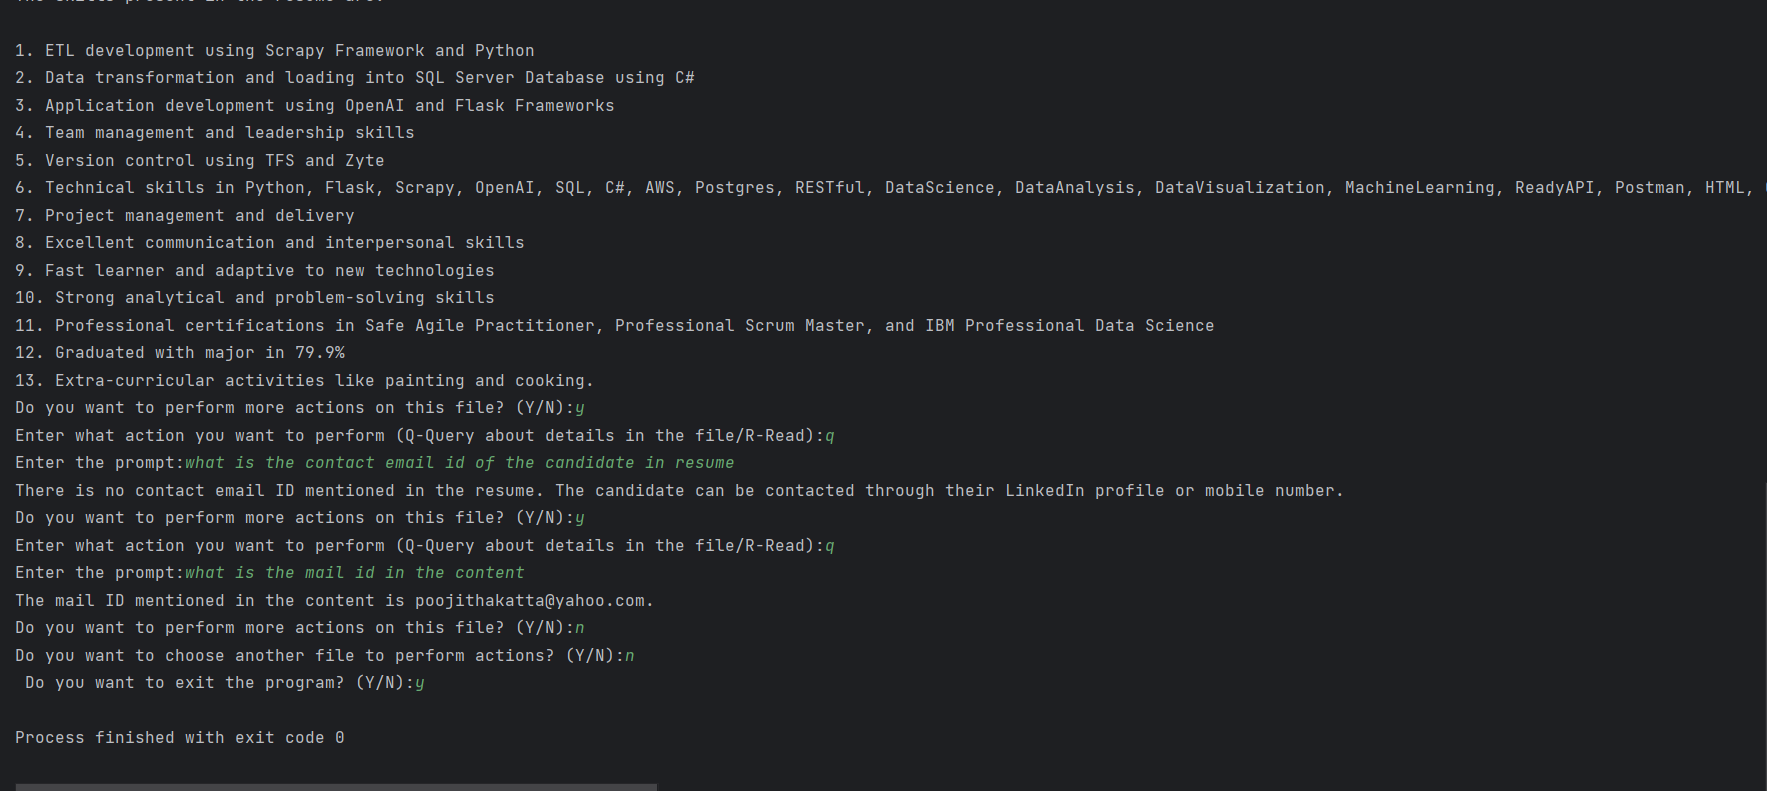 1. ETL development using Scrapy Framework and Python
2. Data transformation and loading into SQL Server Database using C#
3. Application development using OpenAI and Flask Frameworks
4. Team management and leadership skills
5. Version control using TFS and Zyte
6. Technical skills in Python, Flask, Scrapy, OpenAI, SQL, C#, AWS, Postgres, RESTful, DataScience, DataAnalysis, DataVisualization, MachineLearning, ReadyAPI, Postman, HTML,
7. Project management and delivery
8. Excellent communication and interpersonal skills
9. Fast learner and adaptive to new technologies
10. Strong analytical and problem-solving skills
11. Professional certifications in Safe Agile Practitioner, Professional Scrum Master, and IBM Professional Data Science
12. Graduated with major in 79.9%
13. Extra-curricular activities like painting and cooking.
Do you want to perform more actions on this file? (Y/N):y
Enter what action you want to perform (Q-Query about details in the file/R-Read):q
Enter the prompt:what is the contact email id of the candidate in resume
There is no contact email ID mentioned in the resume. The candidate can be contacted through their LinkedIn profile or mobile number.
Do you want to perform more actions on this file? (Y/N):y
Enter what action you want to perform (Q-Query about details in the file/R-Read):q
Enter the prompt:what is the mail id in the content
The mail ID mentioned in the content is poojithakatta@yahoo.com.
Do you want to perform more actions on this file? (Y/N):n
Do you want to choose another file to perform actions? (Y/N):n
Do you want to exit the program? (Y/N):y
Process finished with exit code 0